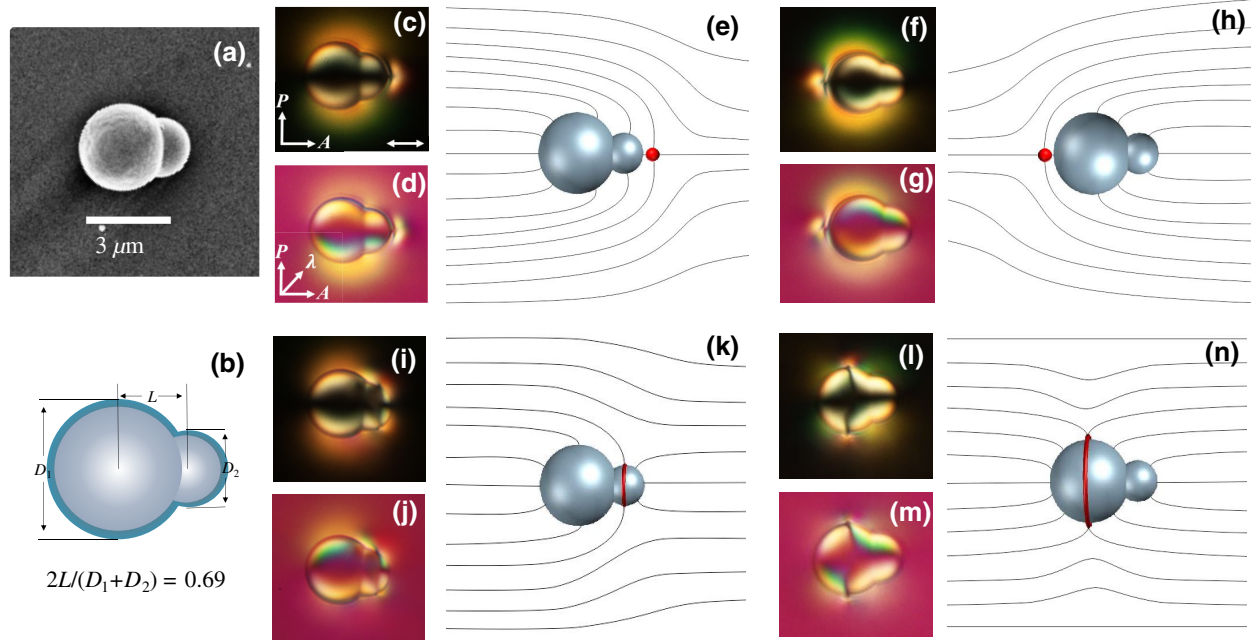 (a)
3 μm
(c)
P
A
(d)
P
λ
A
(e)
(f)
(g)
(h)
(b)
L
D1
D2
2L/(D1+D2) = 0.69
(i)
(j)
(k)
(l)
(m)
(n)